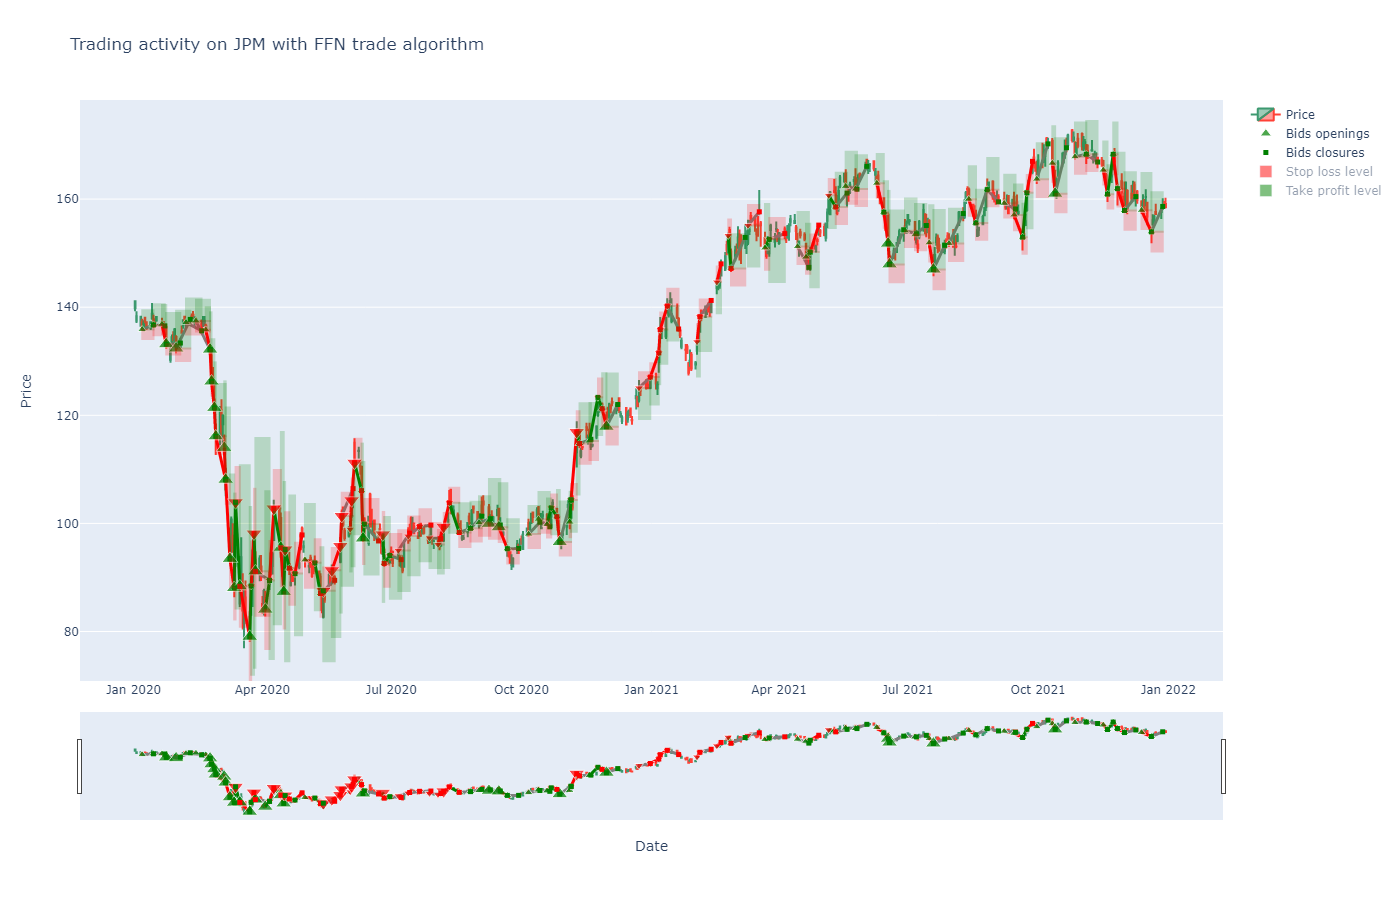 Trading activity on JPM with FFN trade algorithm
Price
Bids openings
Bids closures
Stop loss level
Take profit level
Price
160
140
120
100
80
Jan 2020
Apr 2020
Jul 2020
Oct 2020
Jan 2021
Apr 2021
Jul 2021
Oct 2021
Jan 2022
Date